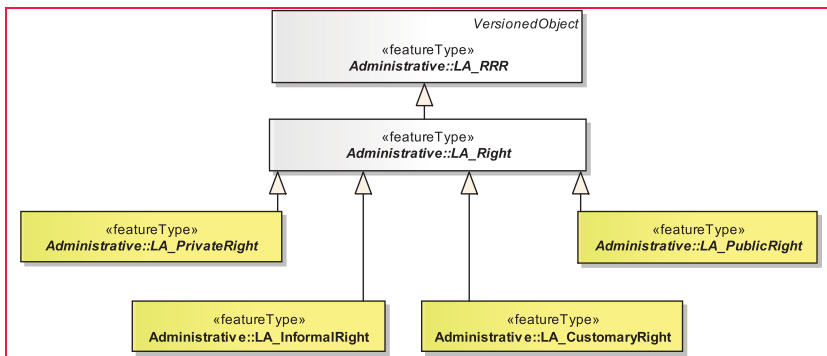 VersionedObject
«featureType»
Administrative::LA_RRR
«featureType»
Administrative::LA_Right
«featureType»
Administrative::LA_PrivateRight
«featureType»
Administrative::LA_PublicRight
«featureType»
Administrative::LA_InformalRight
«featureType»
Administrative::LA_CustomaryRight